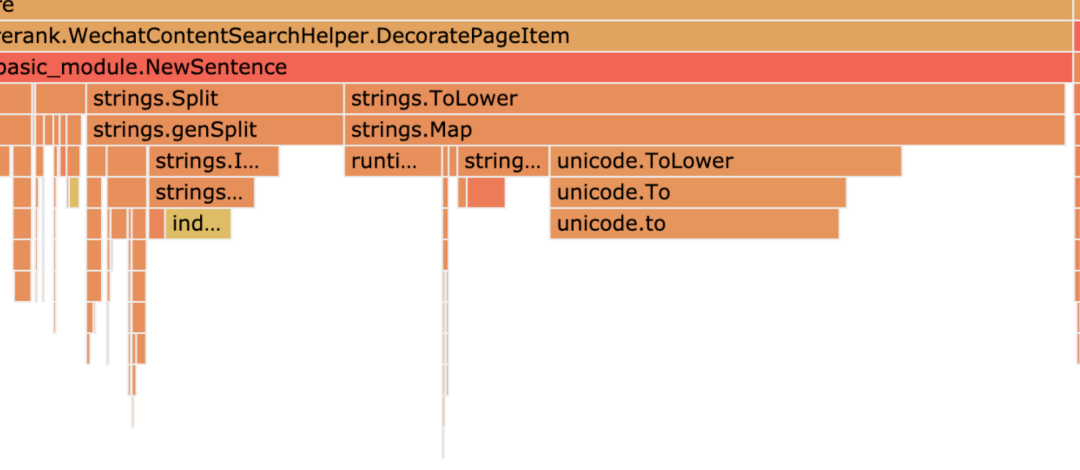 re
rerank.WechatContentSearchHelper.DecoratePageItem
basic_module.NewSentence
strings.Split strings.ToLower
strings.genSplit strings.Map
strings.I... runti... string... unicode.ToLower
strings... unicode.To
ind... unicode.to